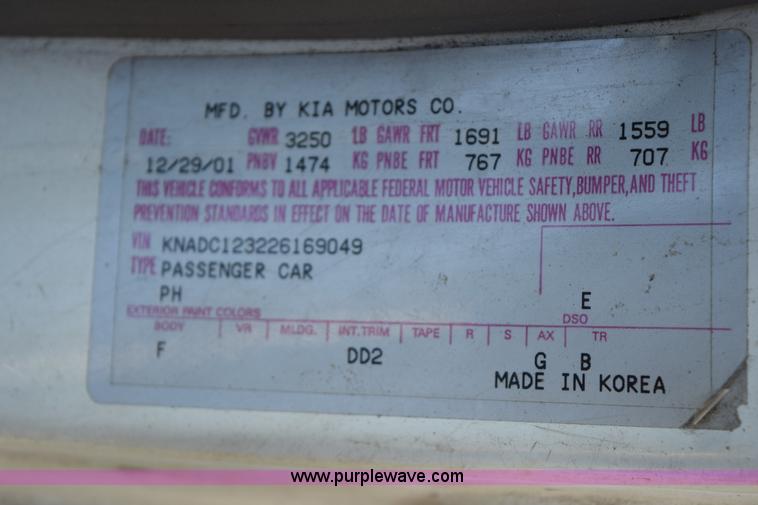 MFD. BY KIA MOTORS CO.
DATE: GVWR 3250 LB GAWR FRT 1691 LB GAWR RR 1559 LB
12/29/01 PNBV 1474 KG PNBE FRT 767 KG PNBE RR 707 KG
THIS VEHICLE CONFORMS TO ALL APPLICABLE FEDERAL MOTOR VEHICLE SAFETY, BUMPER, AND THEFT
PREVENTION STANDARDS IN EFFECT ON THE DATE OF MANUFACTURE SHOWN ABOVE.
VIN KNADC123226169049
TYPE PASSENGER CAR
PH E
EXTERIOR PAINT COLORS DSO
BODY VR MLDG. INT.TRIM TAPE R S AX TR
F DD2 G B
MADE IN KOREA
www.purplewave.com